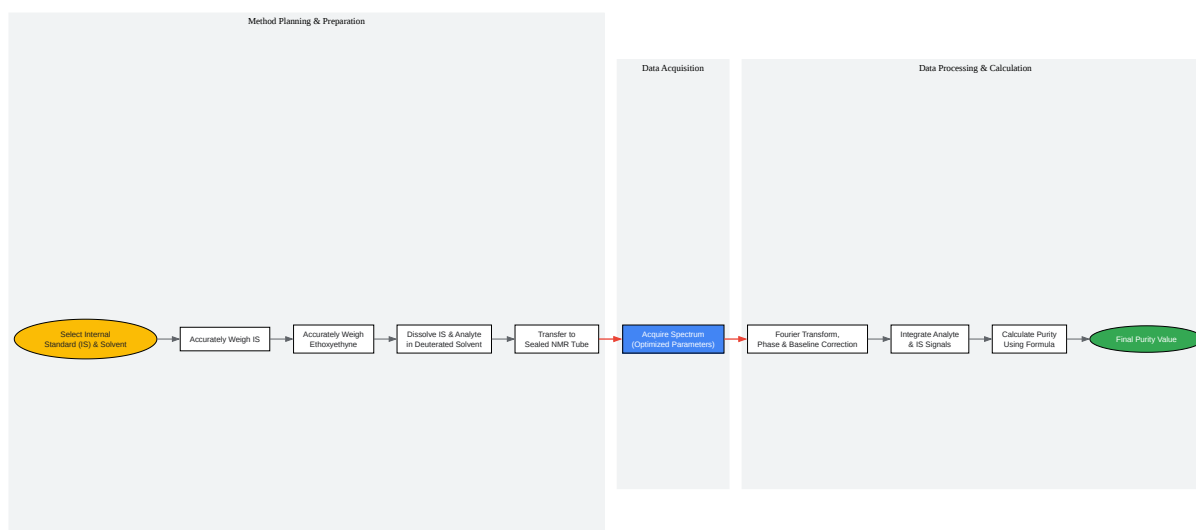 Method Planning & Preparation
Data Acquisition
Data Processing & Calculation
Select Internal
Standard (IS) & Solvent
Accurately Weigh IS
Accurately Weigh
Ethoxyethyne
Dissolve IS & Analyte
in Deuterated Solvent
Transfer to
Sealed NMR Tube
Acquire Spectrum
(Optimized Parameters)
Fourier Transform,
Phase & Baseline Correction
Integrate Analyte
& IS Signals
Calculate Purity
Using Formula
Final Purity Value